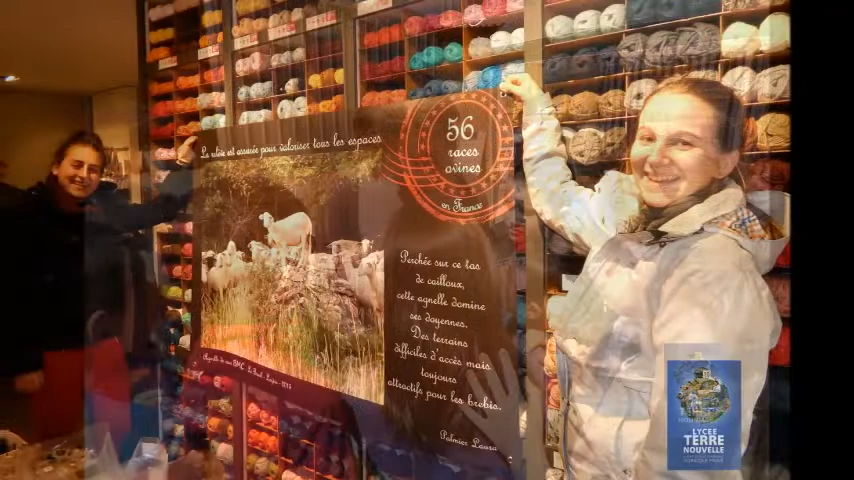 La relève est assurée pour valoriser tous les espaces
56
races
ovines
en France
Perchée sur ce tas
de cailloux,
cette agnelle domine
ses doyennes.
Des terrains
difficiles d'accès mais
toujours
attractifs pour les brebis.
Palmier Laura
LYCÉE
TERRE
NOUVELLE